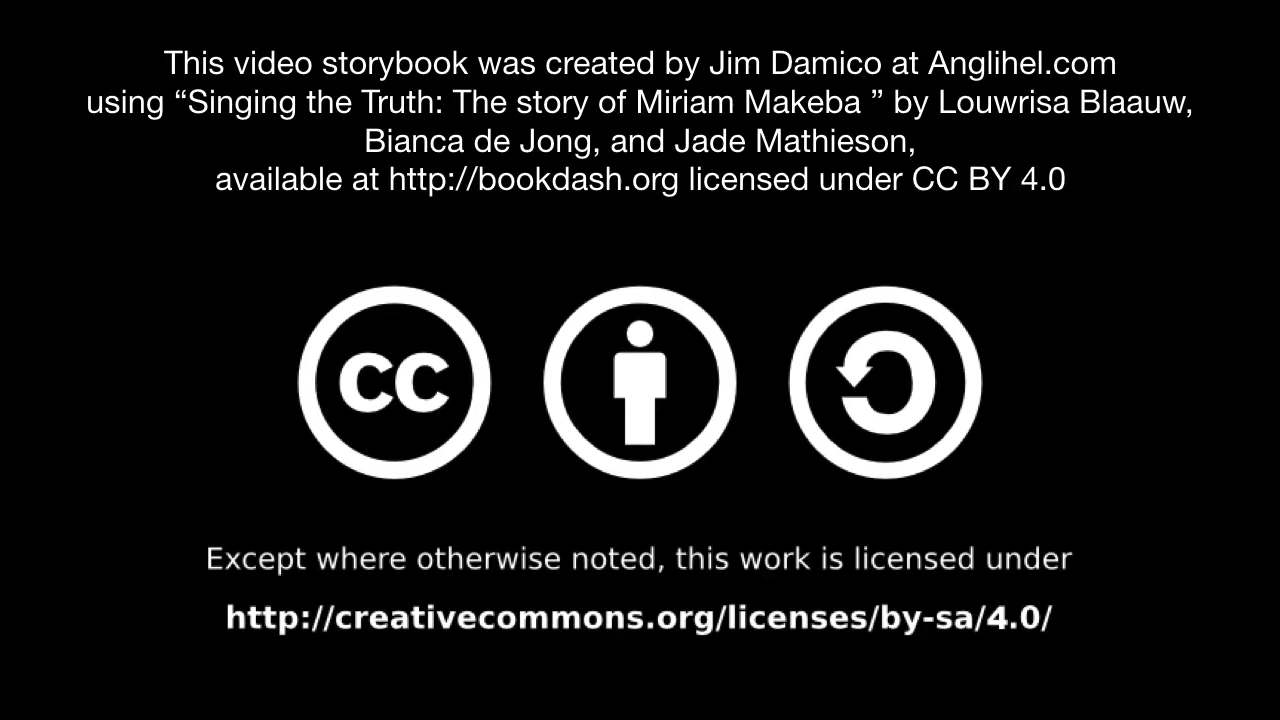 This video storybook was created by Jim Damico at Anglihel.com
using “Singing the Truth: The story of Miriam Makeba ” by Louwrisa Blaauw,
Bianca de Jong, and Jade Mathieson,
available at http://bookdash.org licensed under CC BY 4.0
cc
Except where otherwise noted, this work is licensed under
http://creativecommons.org/licenses/by-sa/4.0/